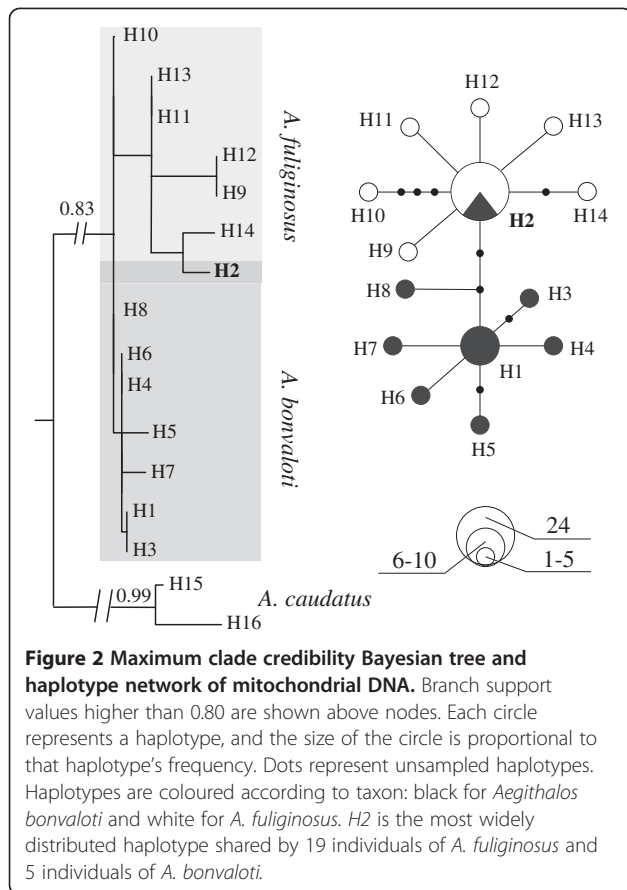 H10
H13
H11
H12
H9
H14
H2
H8
H6
H4
H5
H7
H1
H3
0.83
A. fuliginosus
A. bonvaloti
0.99
H15
H16
A. caudatus
H12
H11
H13
H10
H14
H2
H9
H8
H3
H7
H4
H1
H6
H5
24
6-10
1-5
Figure 2 Maximum clade credibility Bayesian tree and
haplotype network of mitochondrial DNA. Branch support
values higher than 0.80 are shown above nodes. Each circle
represents a haplotype, and the size of the circle is proportional to
that haplotype's frequency. Dots represent unsampled haplotypes.
Haplotypes are coloured according to taxon: black for Aegithalos
bonvaloti and white for A. fuliginosus. H2 is the most widely
distributed haplotype shared by 19 individuals of A. fuliginosus and
5 individuals of A. bonvaloti.